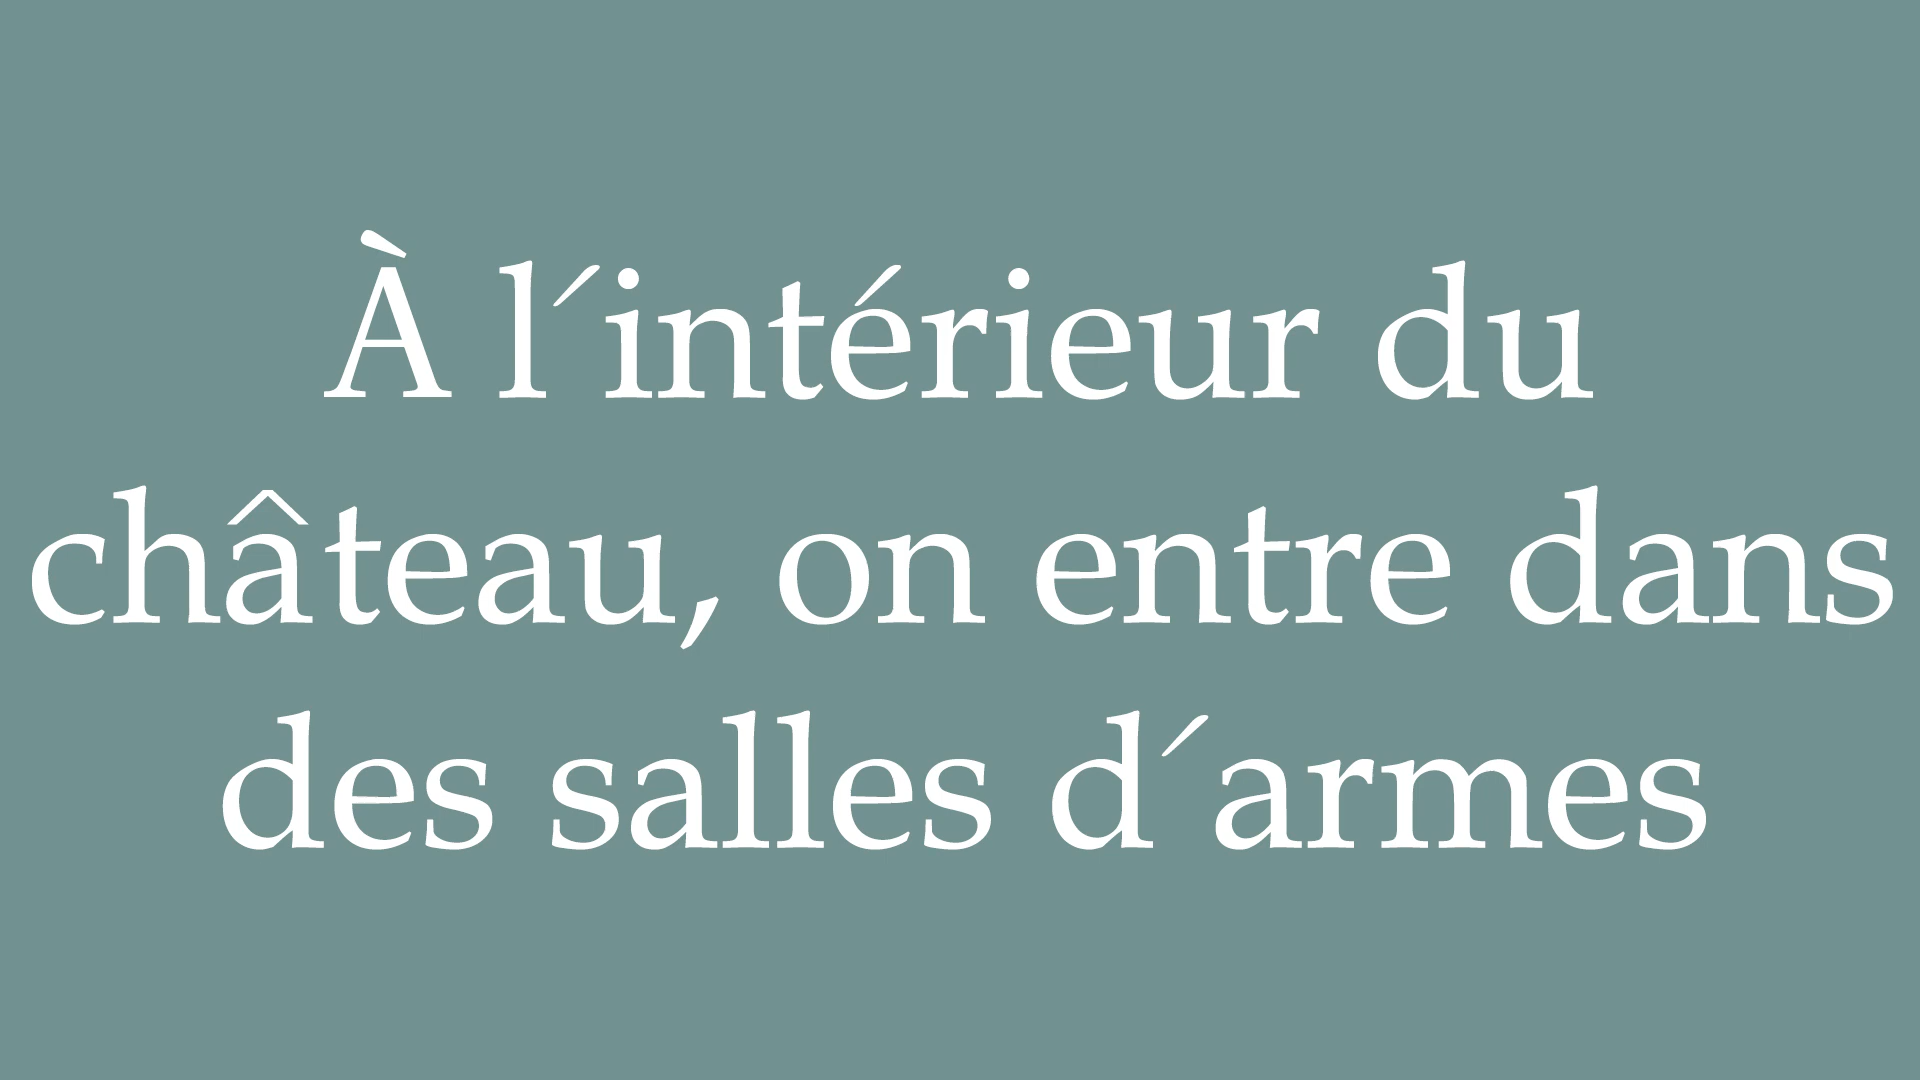 À l´intérieur du
château, on entre dans
des salles d´armes